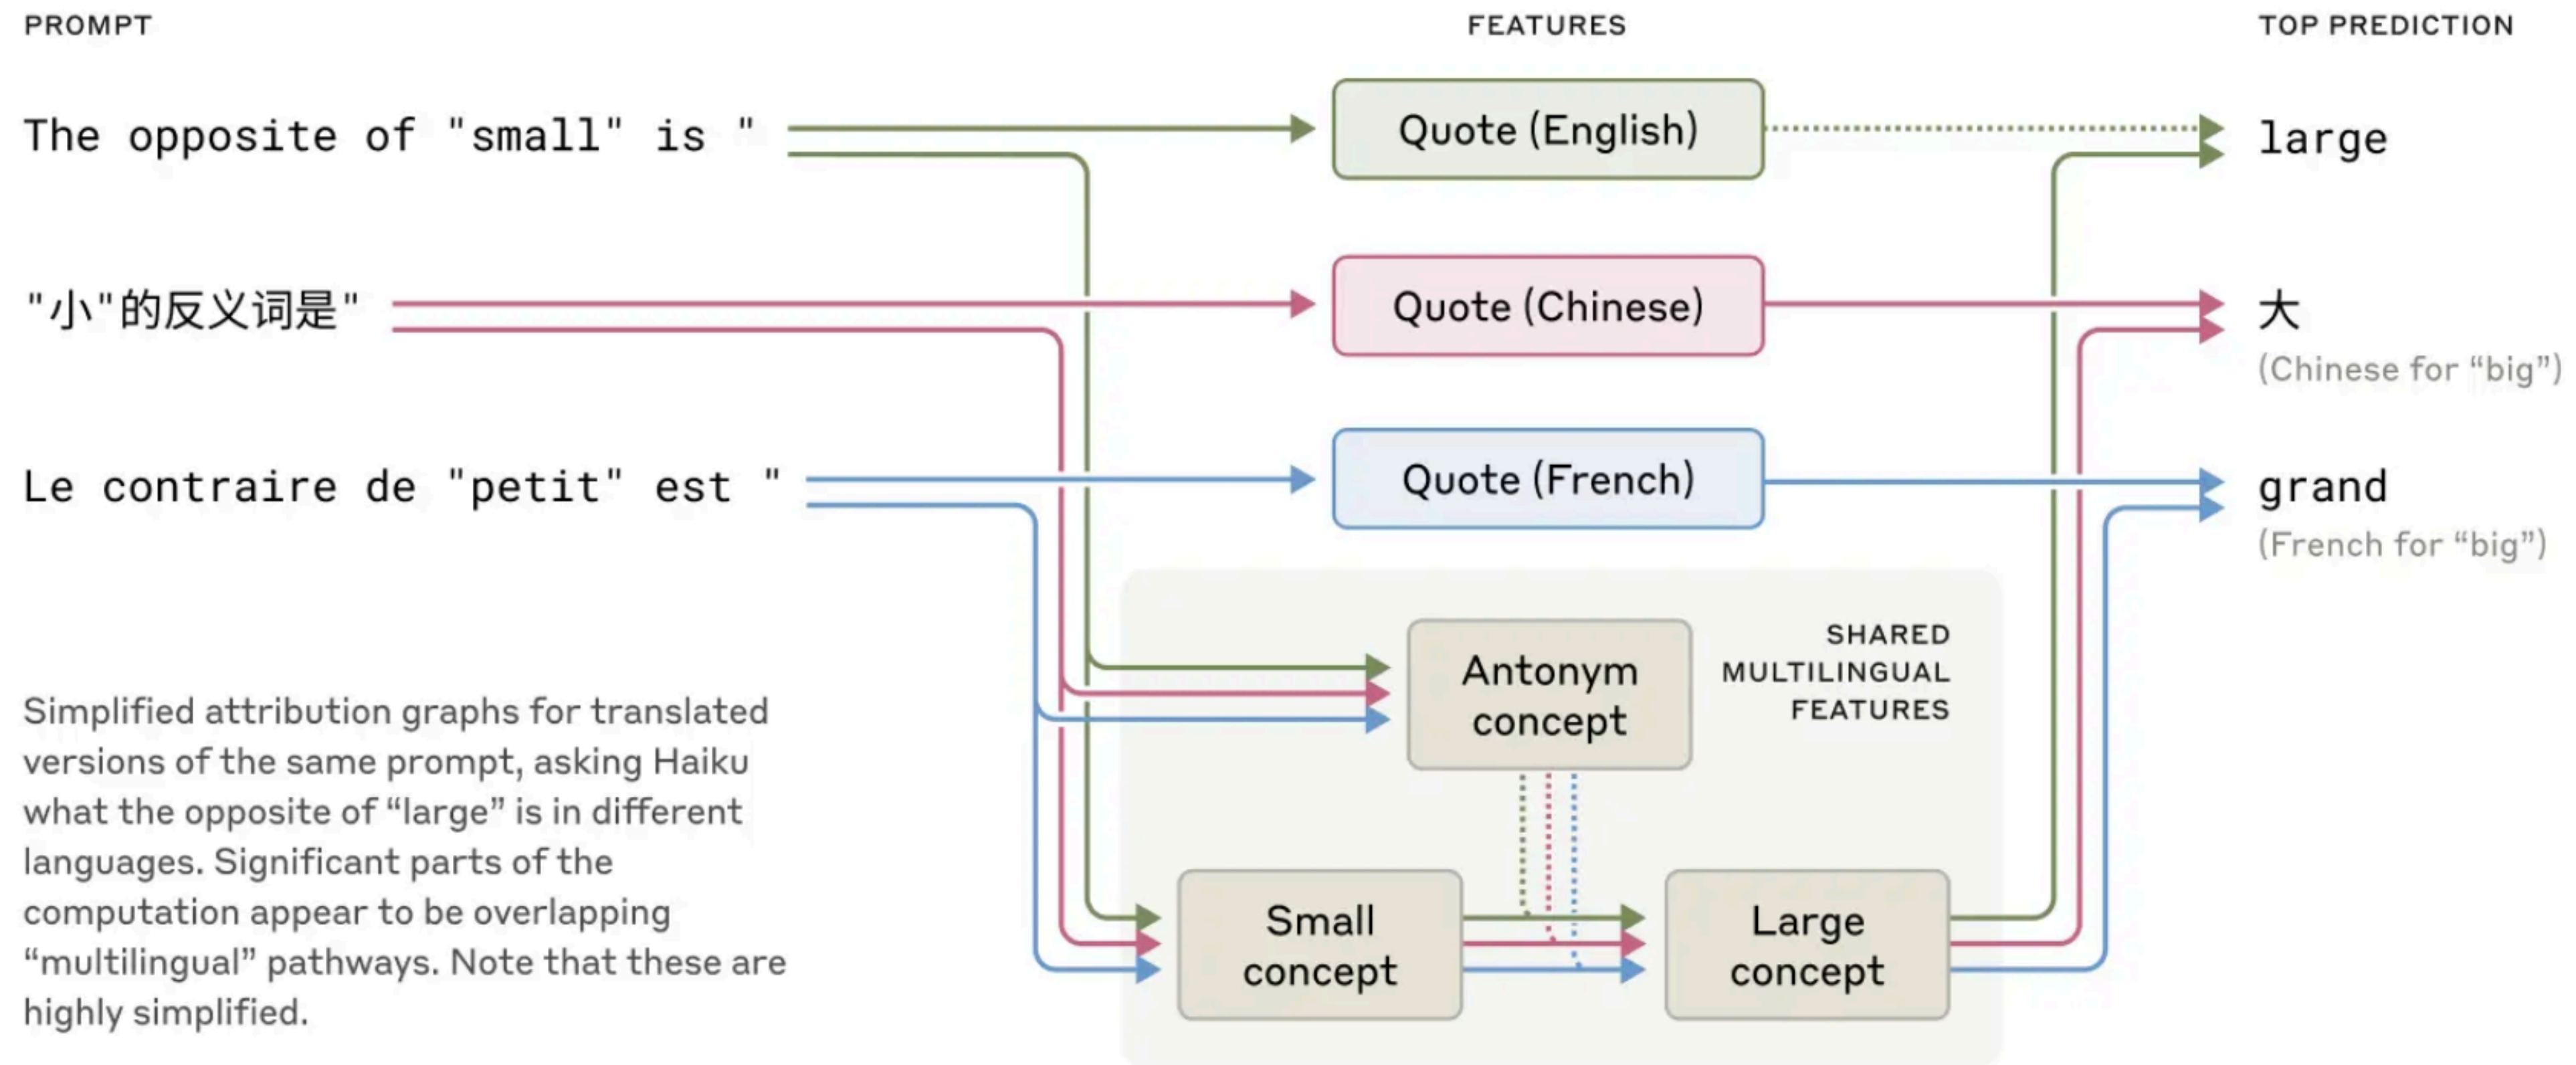 PROMPT
FEATURES
TOP PREDICTION
The opposite of "small" is "
Quote (English)
large
"小"的反义词是"
Quote (Chinese)
大
(Chinese for “big”)
Le contraire de "petit" est "
Quote (French)
grand
(French for “big”)
Antonym
concept
SHARED
MULTILINGUAL
FEATURES
Small
concept
Large
concept
Simplified attribution graphs for translated
versions of the same prompt, asking Haiku
what the opposite of “large” is in different
languages. Significant parts of the
computation appear to be overlapping
“multilingual” pathways. Note that these are
highly simplified.